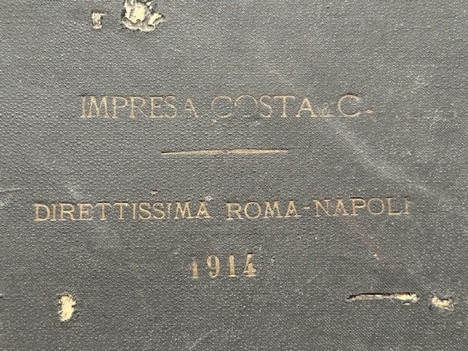 IMPRESA COSTA & C.
DIRETTISSIMA ROMA-NAPOLI
1914